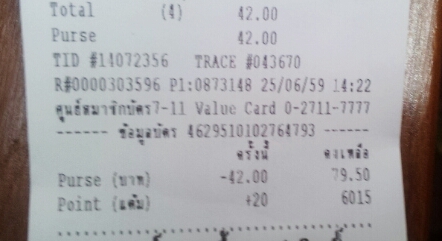 Total (4) 42.00
Purse 42.00
TID #14072356 TRACE #043670
R#0000303596 P1:0873148 25/06/59 14:22
ศูนย์สมาชิกบัตร7-11 Value Card 0-2711-7777
------ ข้อมูลบัตร 4629510102764793 ------
ครั้งนี้ คงเหลือ
Purse (บาท) -42.00 79.50
Point (แต้ม) +20 6015